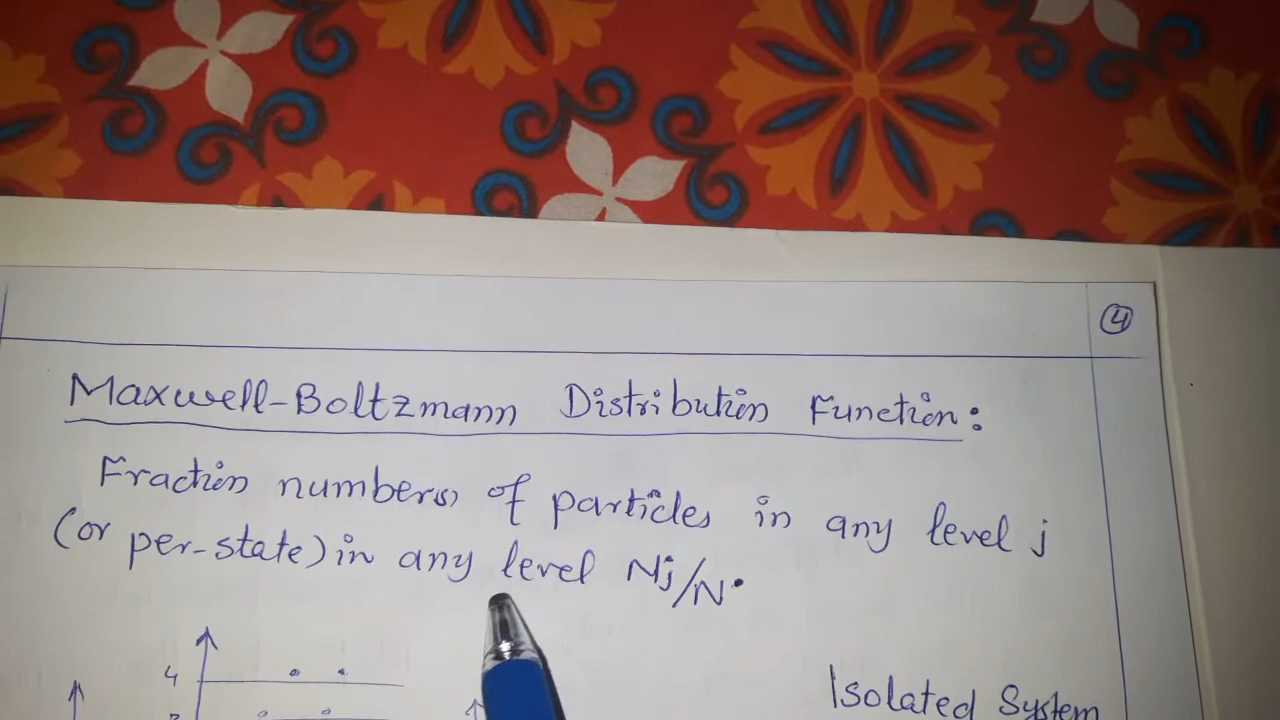 4
Maxwell-Boltzmann Distribution Function:
Fraction numbers of particles in any level j
(or per-state) in any level Nj/N.
4
Isolated System